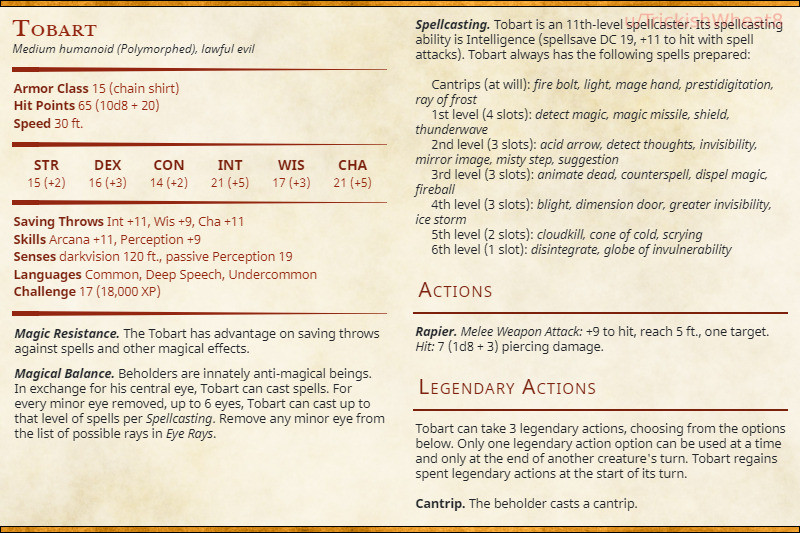 Tobart
Medium humanoid (Polymorphed), lawful evil
Armor Class 15 (chain shirt)
Hit Points 65 (10d8 + 20)
Speed 30 ft.
STR DEX CON INT WIS CHA
15 (+2) 16 (+3) 14 (+2) 21 (+5) 17 (+3) 21 (+5)
Saving Throws Int +11, Wis +9, Cha +11
Skills Arcana +11, Perception +9
Senses darkvision 120 ft., passive Perception 19
Languages Common, Deep Speech, Undercommon
Challenge 17 (18,000 XP)
Magic Resistance. The Tobart has advantage on saving throws
against spells and other magical effects.
Magical Balance. Beholders are innately anti-magical beings.
In exchange for his central eye, Tobart can cast spells. For
every minor eye removed, up to 6 eyes, Tobart can cast up to
that level of spells per Spellcasting. Remove any minor eye from
the list of possible rays in Eye Rays.
u/TrickishWheat8
Spellcasting. Tobart is an 11th-level spellcaster. Its spellcasting
ability is Intelligence (spellsave DC 19, +11 to hit with spell
attacks). Tobart always has the following spells prepared:
Cantrips (at will): fire bolt, light, mage hand, prestidigitation,
ray of frost
1st level (4 slots): detect magic, magic missile, shield,
thunderwave
2nd level (3 slots): acid arrow, detect thoughts, invisibility,
mirror image, misty step, suggestion
3rd level (3 slots): animate dead, counterspell, dispel magic,
fireball
4th level (3 slots): blight, dimension door, greater invisibility,
ice storm
5th level (2 slots): cloudkill, cone of cold, scrying
6th level (1 slot): disintegrate, globe of invulnerability
Actions
Rapier. Melee Weapon Attack: +9 to hit, reach 5 ft., one target.
Hit: 7 (1d8 + 3) piercing damage.
Legendary Actions
Tobart can take 3 legendary actions, choosing from the options
below. Only one legendary action option can be used at a time
and only at the end of another creature's turn. Tobart regains
spent legendary actions at the start of its turn.
Cantrip. The beholder casts a cantrip.